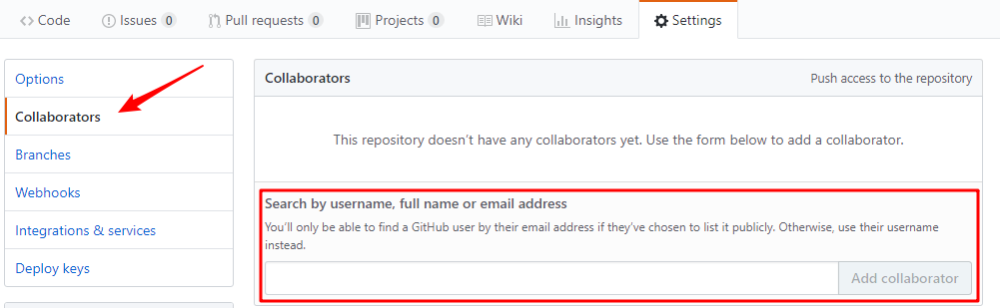 Code Issues 0 Pull requests 0 Projects 0 Wiki Insights Settings
Options
Collaborators
Branches
Webhooks
Integrations & services
Deploy keys
Collaborators Push access to the repository
This repository doesn't have any collaborators yet. Use the form below to add a collaborator.
Search by username, full name or email address
You'll only be able to find a GitHub user by their email address if they've chosen to list it publicly. Otherwise, use their username
instead.
Add collaborator